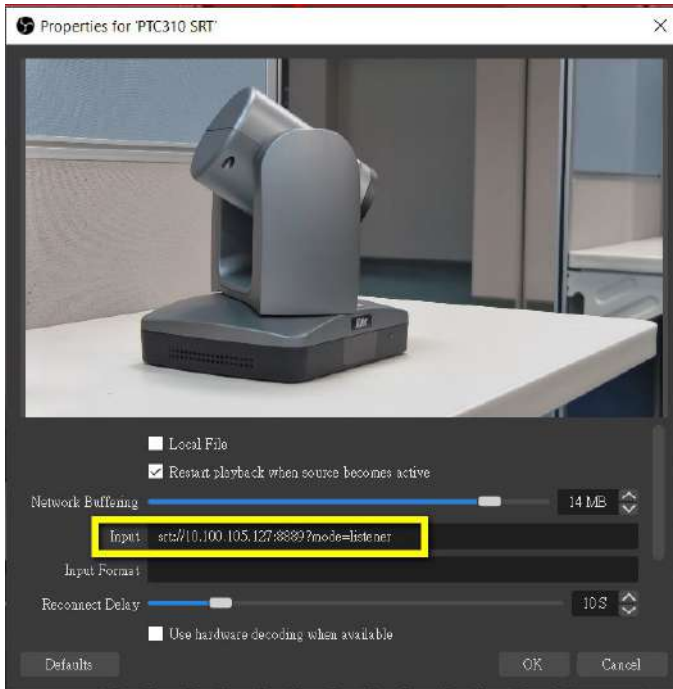 Properties for 'PTC310 SRT'
Local File
Restart playback when source becomes active
Network Buffering 14 MB
Input srt://10.100.105.127:8889?mode=listener
Input Format
Reconnect Delay 10 S
Use hardware decoding when available
Defaults OK Cancel